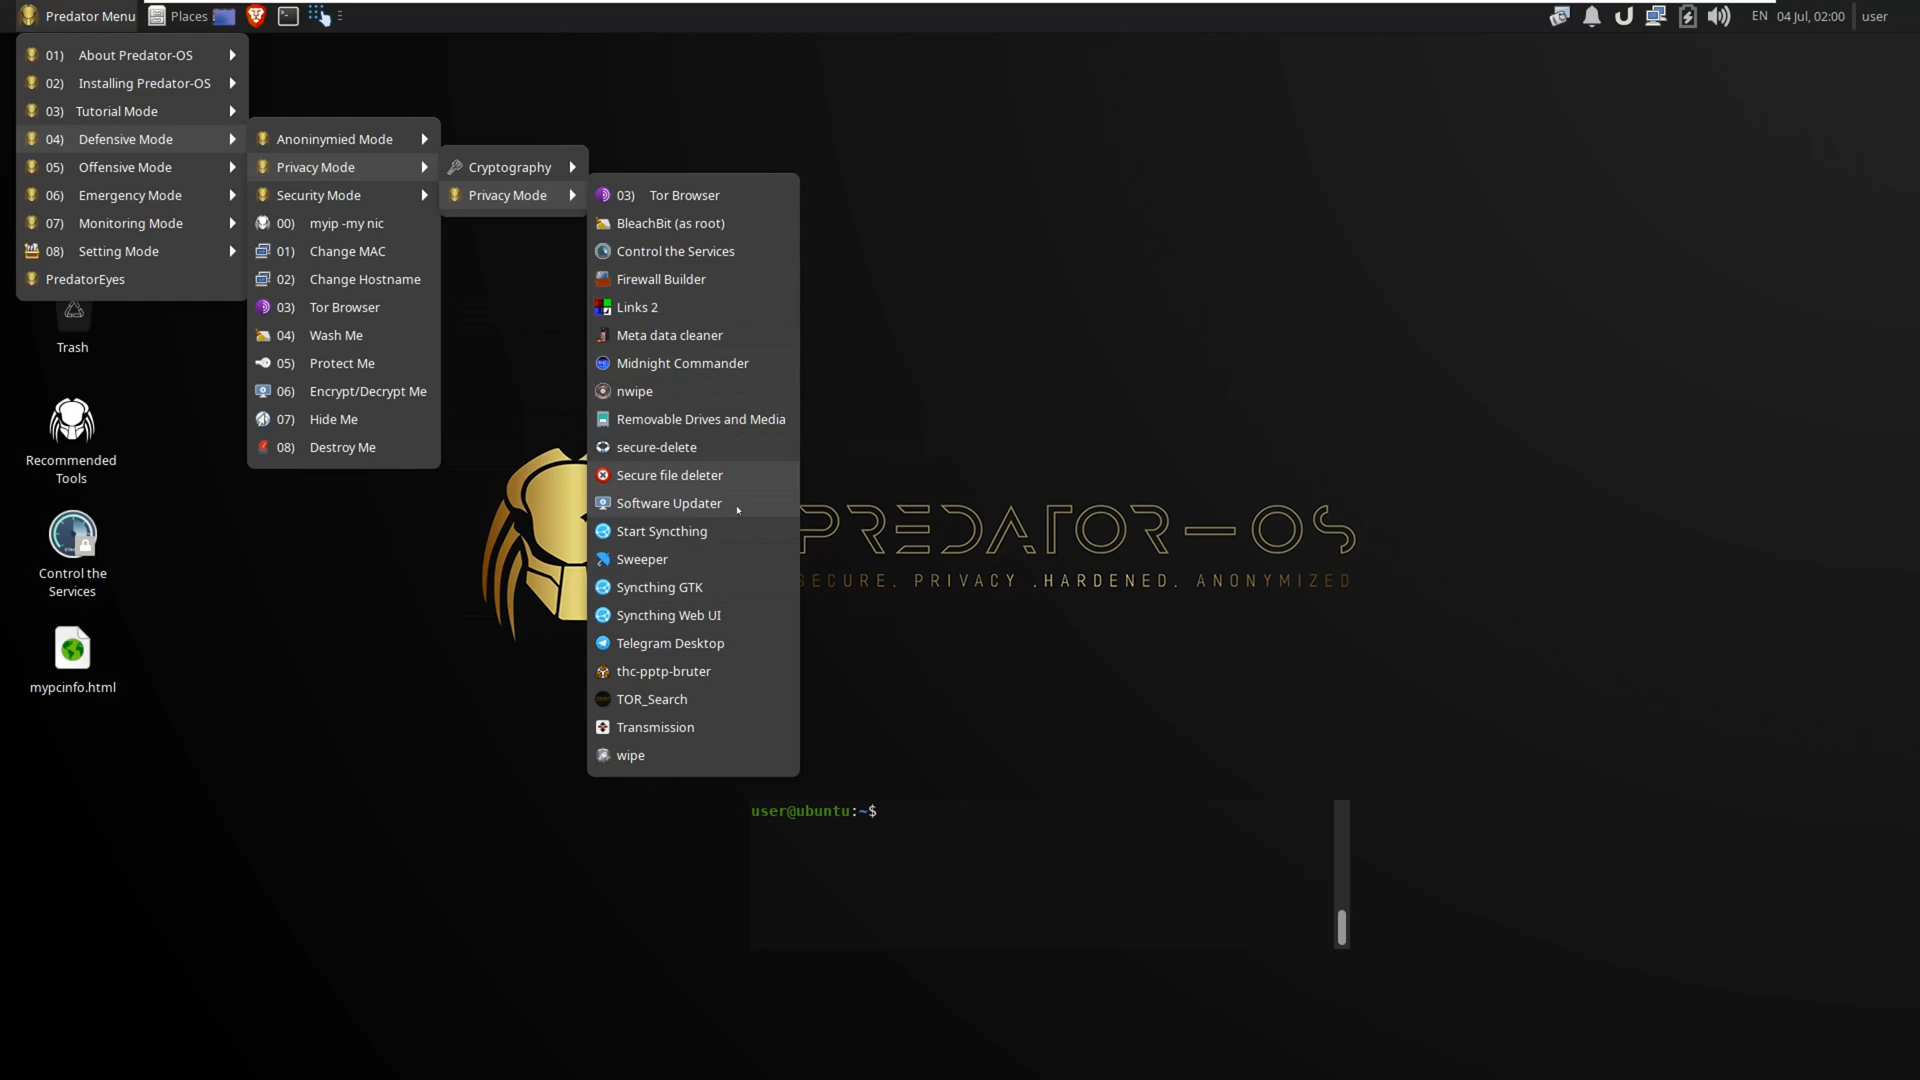 Predator Menu Places EN 04 Jul, 02:00 user
01) About Predator-OS
02) Installing Predator-OS
03) Tutorial Mode
04) Defensive Mode
05) Offensive Mode
06) Emergency Mode
07) Monitoring Mode
08) Setting Mode
PredatorEyes
Anoninymied Mode
Privacy Mode
Security Mode
00) myip -my nic
01) Change MAC
02) Change Hostname
03) Tor Browser
04) Wash Me
05) Protect Me
06) Encrypt/Decrypt Me
07) Hide Me
08) Destroy Me
Cryptography
Privacy Mode
03) Tor Browser
BleachBit (as root)
Control the Services
Firewall Builder
Links 2
Meta data cleaner
Midnight Commander
nwipe
Removable Drives and Media
secure-delete
Secure file deleter
Software Updater
Start Syncthing
Sweeper
Syncthing GTK
Syncthing Web UI
Telegram Desktop
thc-pptp-bruter
TOR_Search
Transmission
wipe
Trash
Recommended
Tools
Control the
Services
mypcinfo.html
PREDATOR-OS
SECURE. PRIVACY .HARDENED. ANONYMIZED
user@ubuntu:~$